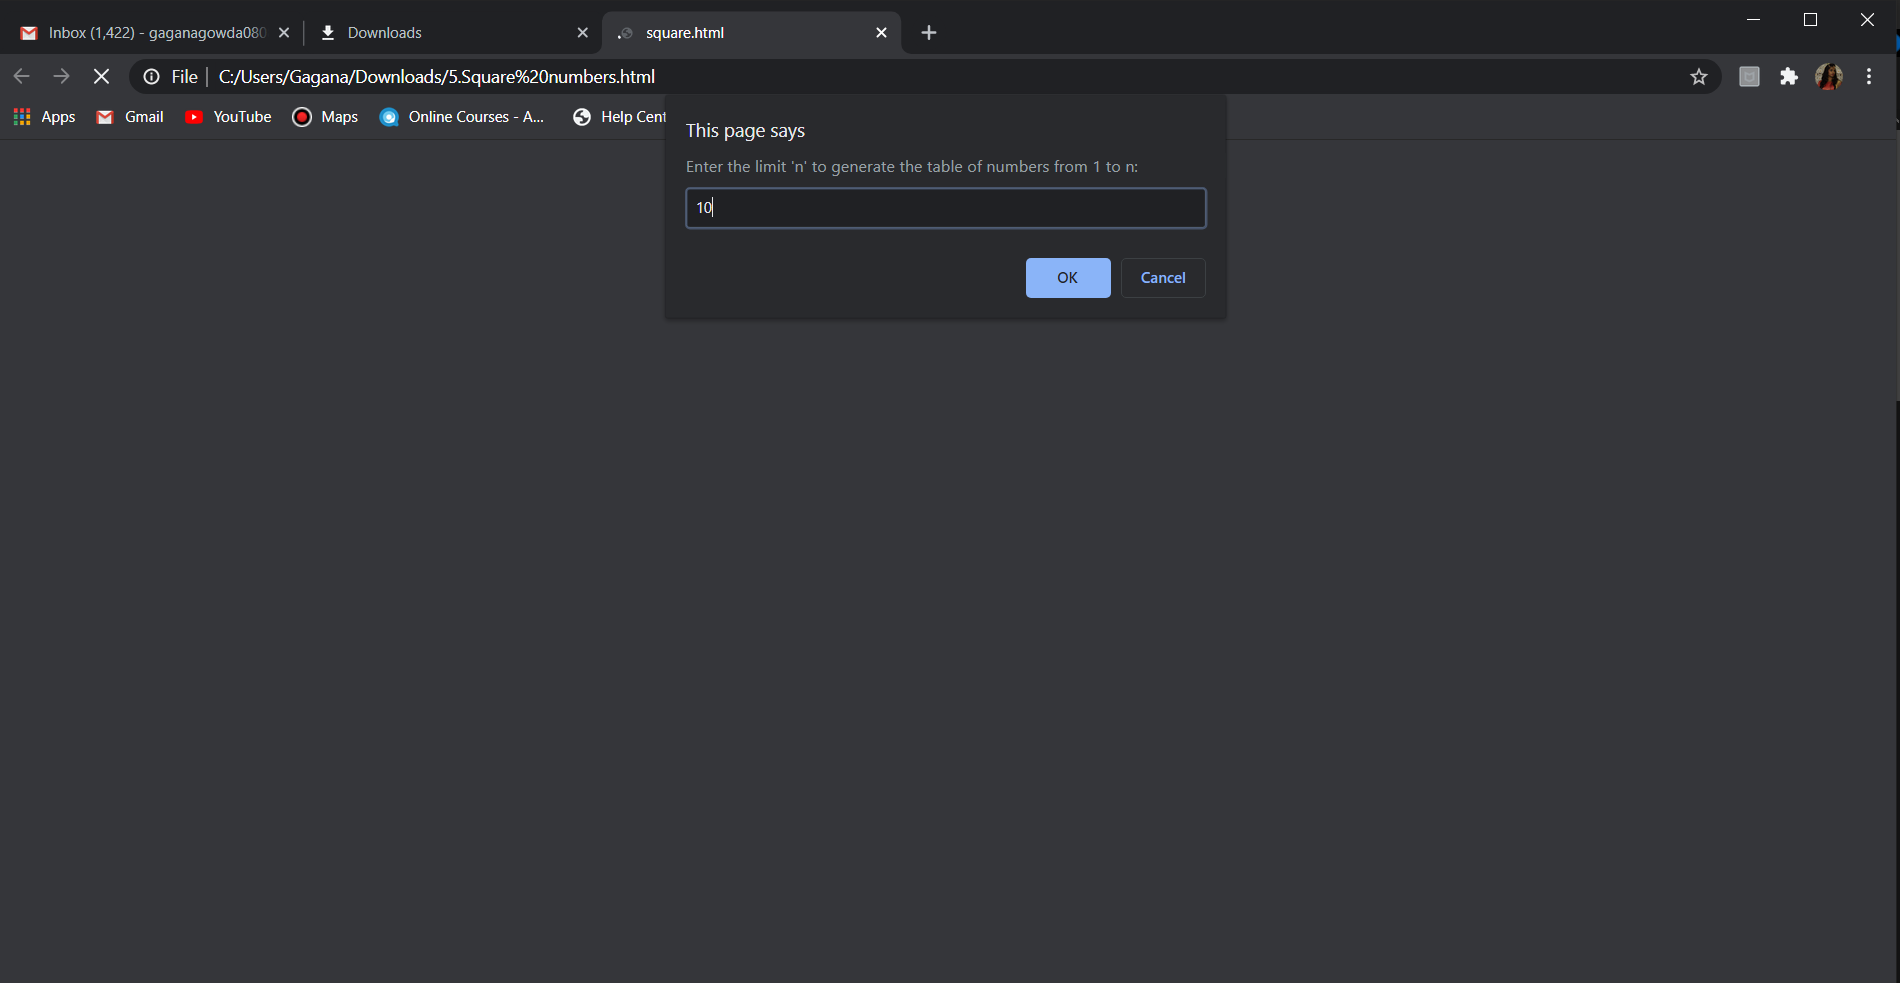 Inbox (1,422) - gaganagowda080
Downloads
square.html
File | C:/Users/Gagana/Downloads/5.Square%20numbers.html
Apps
Gmail
YouTube
Maps
Online Courses - A...
Help Cent
This page says
Enter the limit 'n' to generate the table of numbers from 1 to n:
10
OK
Cancel